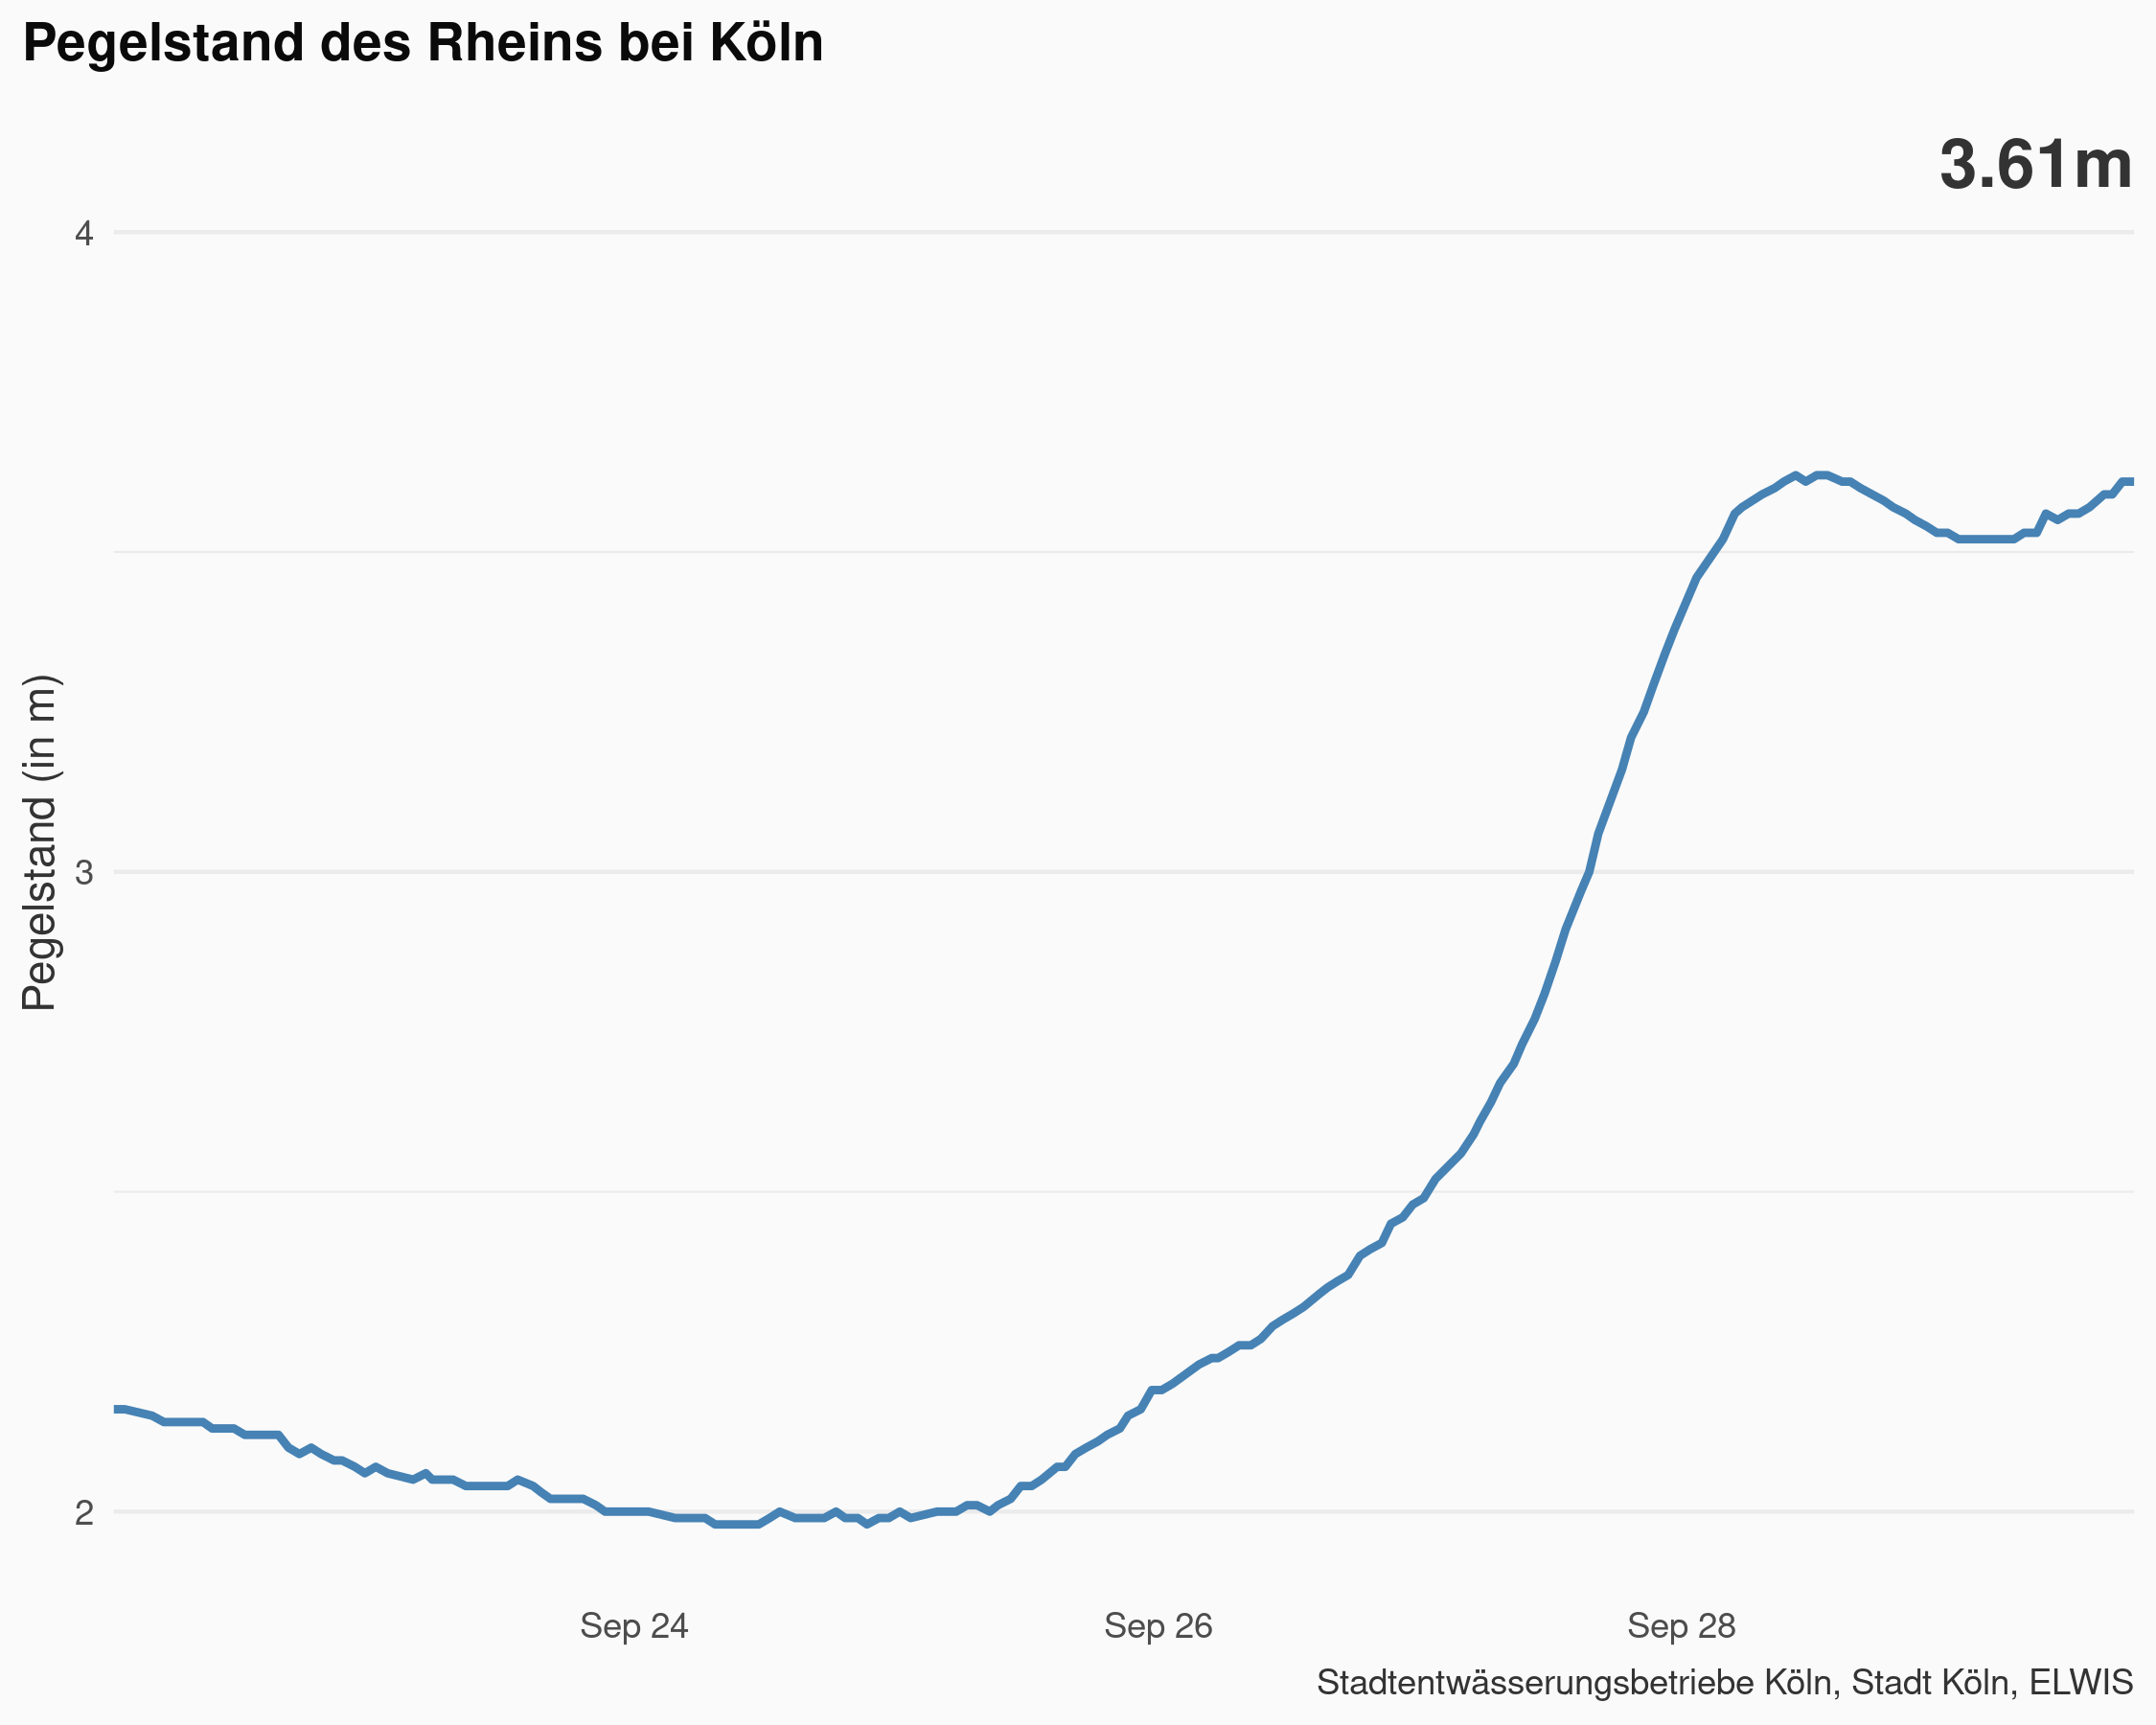 Pegelstand des Rheins bei Köln
3.61m
4
3
2
Pegelstand (in m)
Sep 24
Sep 26
Sep 28
Stadtentwässerungsbetriebe Köln, Stadt Köln, ELWIS